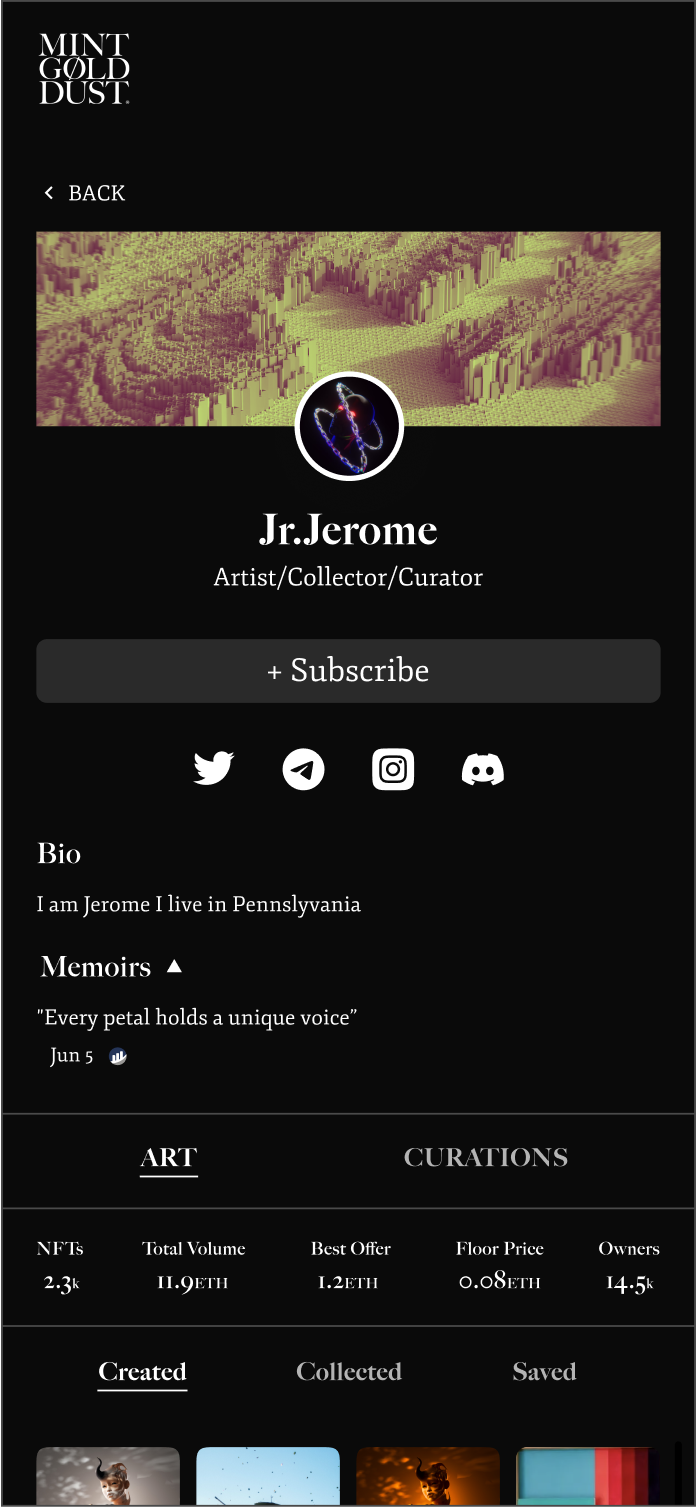 MINT
GØLD
DUST
BACK
Jr.Jerome
Artist/Collector/Curator
+ Subscribe
Bio
I am Jerome I live in Pennslyvania
Memoirs
"Every petal holds a unique voice”
Jun 5
ART CURATIONS
NFTs Total Volume Best Offer Floor Price Owners
2.3k 11.9ETH 1.2ETH 0.08ETH 14.5k
Created Collected Saved